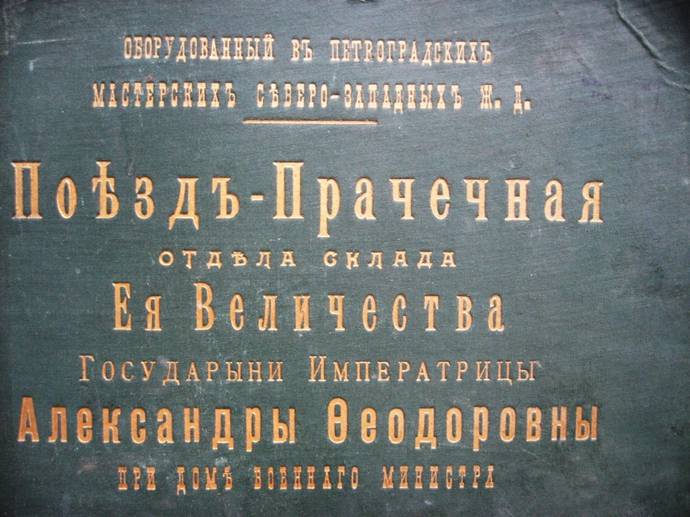 ОБОРУДОВАННЫЙ ВЪ ПЕТРОГРАДСКИХЪ
МАСТЕРСКИХЪ СѢВЕРО-ЗАПАДНЫХЪ Ж. Д.
ПОѢЗДЪ-ПРАЧЕЧНАЯ
ОТДѢЛА СКЛАДА
ЕЯ ВЕЛИЧЕСТВА
ГОСУДАРЫНИ ИМПЕРАТРИЦЫ
АЛЕКСАНДРЫ ѲЕОДОРОВНЫ
ПРИ ДОМѢ ВОЕННАГО МИНИСТРА